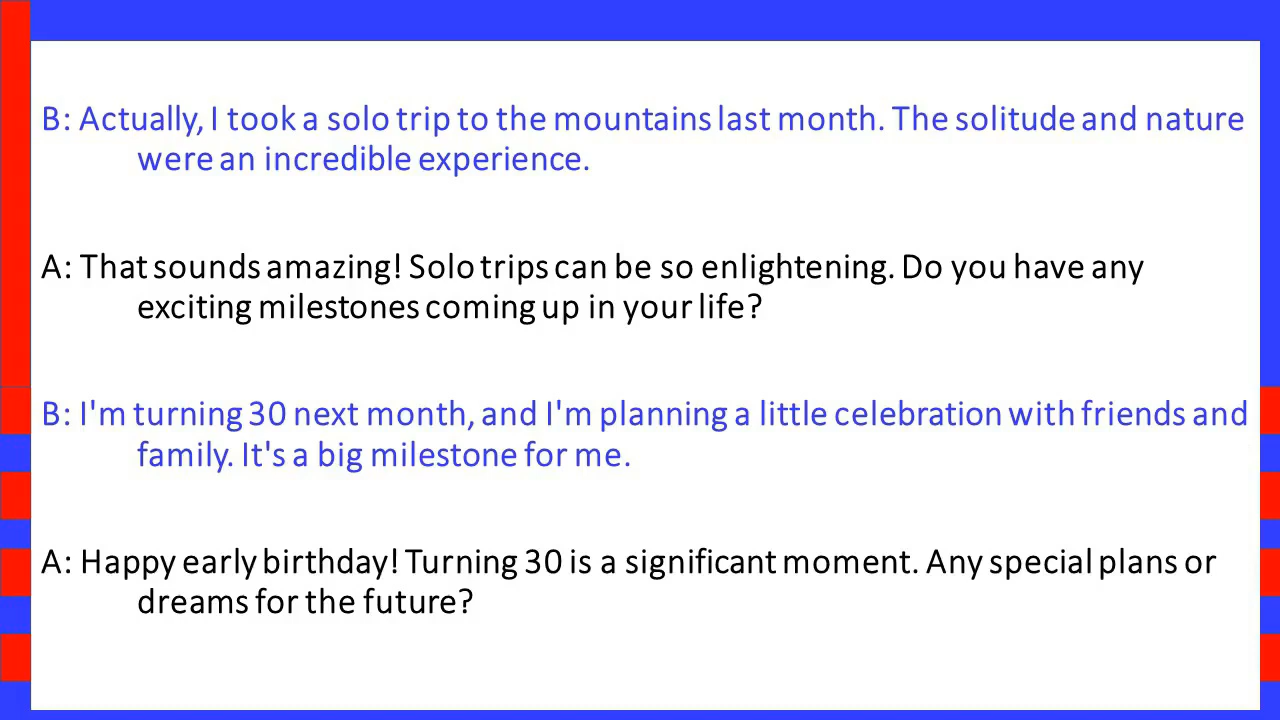 B: Actually, I took a solo trip to the mountains last month. The solitude and nature
were an incredible experience.
A: That sounds amazing! Solo trips can be so enlightening. Do you have any
exciting milestones coming up in your life?
B: I'm turning 30 next month, and I'm planning a little celebration with friends and
family. It's a big milestone for me.
A: Happy early birthday! Turning 30 is a significant moment. Any special plans or
dreams for the future?